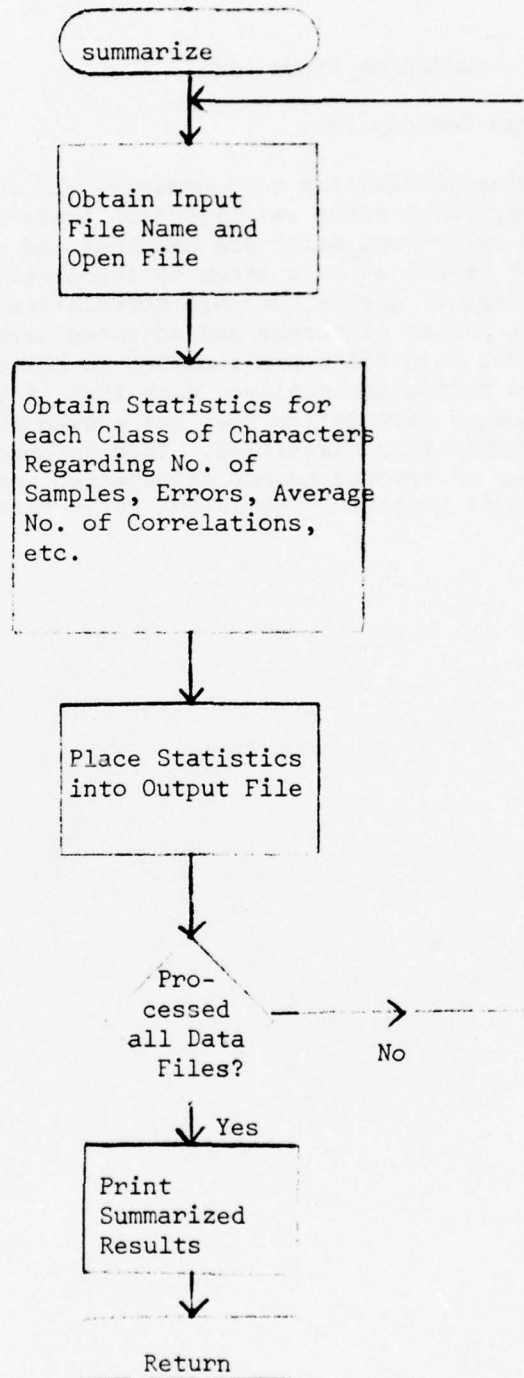 summarize
Obtain Input
File Name and
Open File
Obtain Statistics for
each Class of Characters
Regarding No. of
Samples, Errors, Average
No. of Correlations,
etc.
Place Statistics
into Output File
Pro-
cessed
all Data
Files?
No
Yes
Print
Summarized
Results
Return